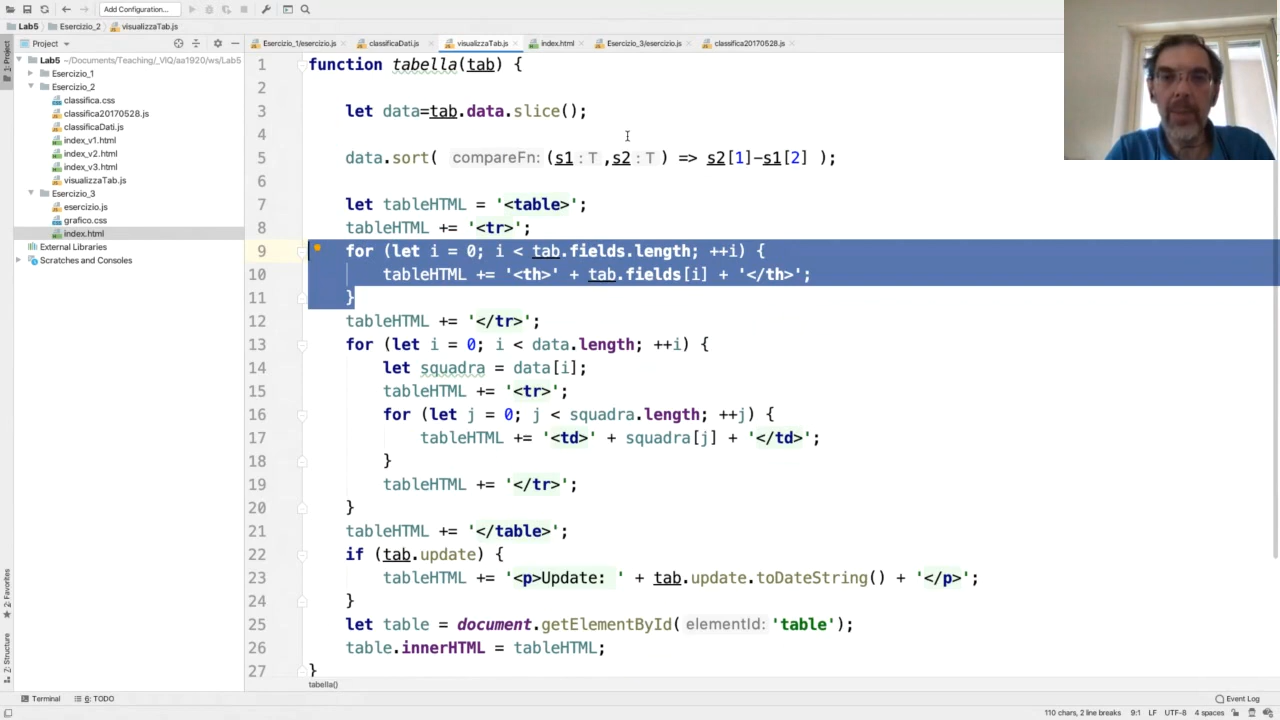 Add Configuration...
Lab5 Esercizio_2 visualizzaTab.js
Project
Esercizio_1/esercizio.js classificaDati.js visualizzaTab.js index.html Esercizio_3/esercizio.js classifica20170528.js
Lab5 ~/Documents/Teaching/_VIQ/aa1920/ws/Lab5
Esercizio_1
Esercizio_2
classifica.css
classifica20170528.js
classificaDati.js
index_v1.html
index_v2.html
index_v3.html
visualizzaTab.js
Esercizio_3
esercizio.js
grafico.css
index.html
External Libraries
Scratches and Consoles
1: Project
2: Favorites
7: Structure
1 function tabella(tab) {
2
3 let data=tab.data.slice();
4
5 data.sort( compareFn: (s1 : T ,s2 : T ) => s2[1]-s1[2] );
6
7 let tableHTML = '<table>';
8 tableHTML += '<tr>';
9 for (let i = 0; i < tab.fields.length; ++i) {
10 tableHTML += '<th>' + tab.fields[i] + '</th>';
11 }
12 tableHTML += '</tr>';
13 for (let i = 0; i < data.length; ++i) {
14 let squadra = data[i];
15 tableHTML += '<tr>';
16 for (let j = 0; j < squadra.length; ++j) {
17 tableHTML += '<td>' + squadra[j] + '</td>';
18 }
19 tableHTML += '</tr>';
20 }
21 tableHTML += '</table>';
22 if (tab.update) {
23 tableHTML += '<p>Update: ' + tab.update.toDateString() + '</p>';
24 }
25 let table = document.getElementById( elementId: 'table');
26 table.innerHTML = tableHTML;
27 }
tabella()
Terminal 6: TODO Event Log
110 chars, 2 line breaks 9:1 LF UTF-8 4 spaces